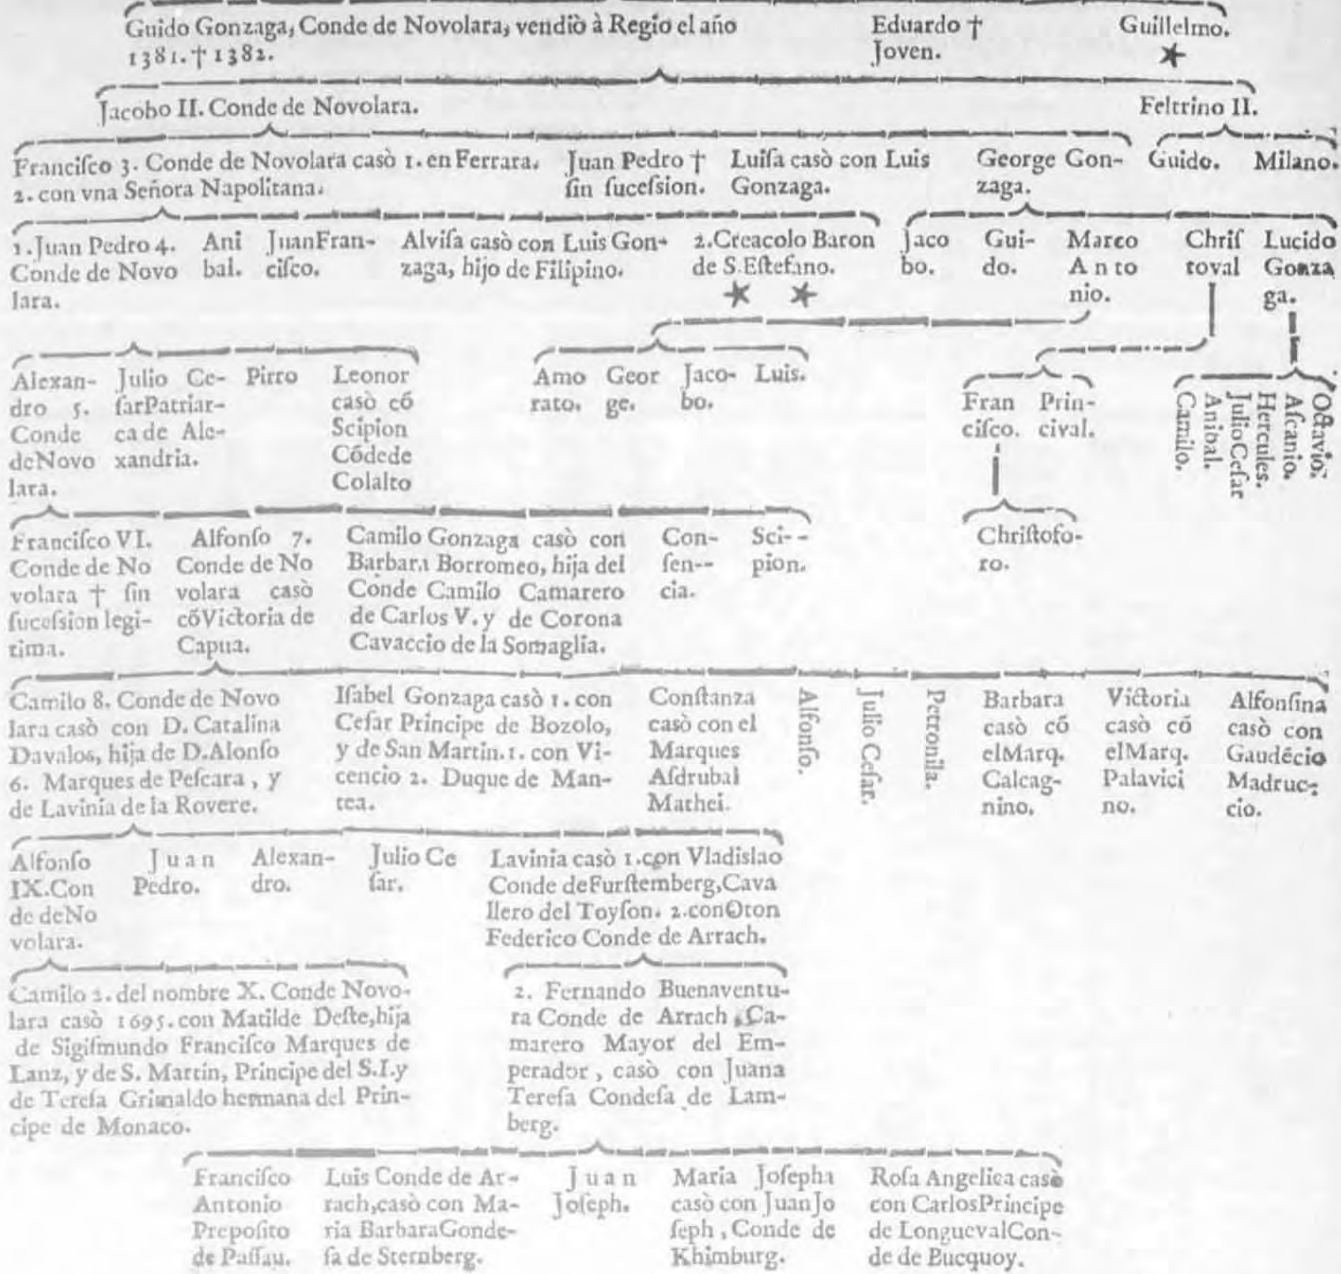 Guido Gonzaga, Conde de Novolara, vendiò à Regio el año
1381. † 1382.
Eduardo †
Joven.
Guillelmo.
Jacobo II. Conde de Novolara.
Feltrino II.
Francisco 3. Conde de Novolara casò 1. en Ferrara.
2. con vna Señora Napolitana.
Juan Pedro †
sin sucession.
Luisa casò con Luis
Gonzaga.
George Gon-
zaga.
Guido.
Milano.
1. Juan Pedro 4.
Conde de Novo
lara.
Ani
bal.
JuanFran-
cisco.
Alvisa casò con Luis Gon-
zaga, hijo de Filipino.
2. Creacolo Baron
de S. Estefano.
Jaco
bo.
Gui-
do.
Marco
Anto
nio.
Chris
toval
Lucido
Gonza
ga.
Alexan-
dro 5.
Conde
deNovo
lara.
Julio Ce-
sarPatriar-
ca de Ale-
xandria.
Pirro
Leonor
casò cõ
Scipion
Cõdede
Colalto
Amo
rato.
Geor
ge.
Jaco-
bo.
Luis.
Fran
cisco.
Prin-
cival.
Octavio.
Ascanio.
Hercules.
JulioCesar
Anibal.
Camilo.
Christofo-
ro.
Francisco VI.
Conde de No
volara † sin
sucession legi-
tima.
Alfonso 7.
Conde de No
volara casò
cõVictoria de
Capua.
Camilo Gonzaga casò con
Barbara Borromeo, hija del
Conde Camilo Camarero
de Carlos V. y de Corona
Cavaccio de la Somaglia.
Con-
sen--
cia.
Sci--
pion.
Camilo 8. Conde de Novo
lara casò con D. Catalina
Davalos, hija de D. Alonso
6. Marques de Pescara, y
de Lavinia de la Rovere.
Isabel Gonzaga casò 1. con
Cesar Principe de Bozolo,
y de San Martin. 1. con Vi-
cencio 2. Duque de Man-
tea.
Constanza
casò con el
Marques
Asdrubal
Mathei.
Alfonso.
Julio Cesar.
Petronila.
Barbara
casò cõ
elMarq.
Calcag-
nino.
Victoria
casò cõ
elMarq.
Palavici
no.
Alfonsina
casò con
Gaudẽcio
Madruc-
cio.
Alfonso
IX. Con
de deNo
volara.
Juan
Pedro.
Alexan-
dro.
Julio Ce
sar.
Lavinia casò 1. con Vladislao
Conde deFurstemberg, Cava
llero del Toyson. 2. conOton
Federico Conde de Arrach.
Camilo 2. del nombre X. Conde Novo-
lara casò 1695. con Matilde Deste, hija
de Sigismundo Francisco Marques de
Lanz, y de S. Martin, Principe del S. I. y
de Teresa Grimaldo hermana del Prin-
cipe de Monaco.
2. Fernando Buenaventu-
ra Conde de Arrach, Ca-
marero Mayor del Em-
perador, casò con Juana
Teresa Condesa de Lam-
berg.
Francisco
Antonio
Preposito
de Passau.
Luis Conde de Ar-
rach, casò con Ma-
ria BarbaraGonde-
sa de Sternberg.
Juan
Joseph.
Maria Josepha
casò con JuanJo
seph, Conde de
Khimburg.
Rosa Angelica casò
con CarlosPrincipe
de LonguevalCon-
de de Bucquoy.